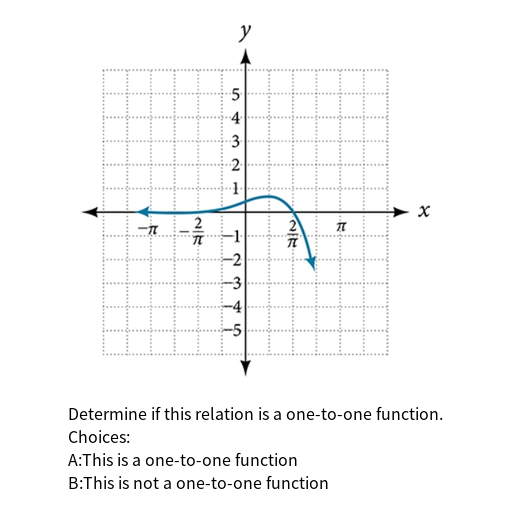 y
5
4
3
2
1
x
−π
−2/π
2/π
π
−1
−2
−3
−4
−5
Determine if this relation is a one-to-one function.
Choices:
A:This is a one-to-one function
B:This is not a one-to-one function